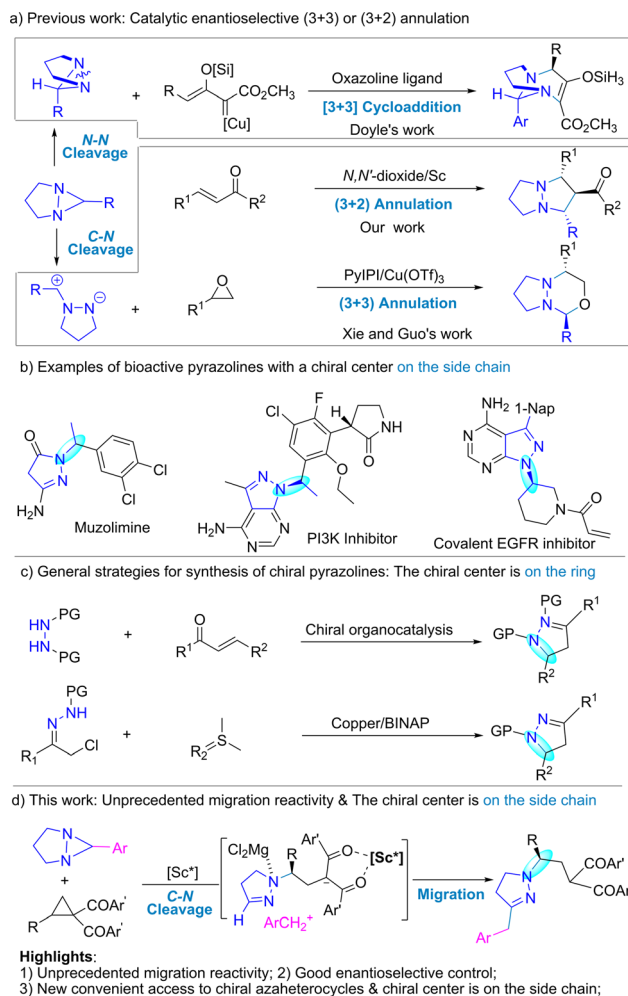 a) Previous work: Catalytic enantioselective (3+3) or (3+2) annulation
N
N
H
R
+
O[Si]
R
CO₂CH₃
[Cu]
Oxazoline ligand
[3+3] Cycloaddition
Doyle's work
R
N
OSiH₃
H
N
Ar
CO₂CH₃
N-N
Cleavage
N
N
R
C-N
Cleavage
O
R¹
R²
N,N'-dioxide/Sc
(3+2) Annulation
Our work
R¹
O
N
N
R²
R
R
⊕
N
N
⊖
+
O
R¹
PyIPI/Cu(OTf)₃
(3+3) Annulation
Xie and Guo's work
R¹
N
N
O
R
b) Examples of bioactive pyrazolines with a chiral center on the side chain
O
N
N
H₂N
Cl
Cl
Muzolimine
F
Cl
H
NH
O
O
N
N
H₂N
N
N
PI3K Inhibitor
NH₂
1-Nap
N
N
N
N
N
O
Covalent EGFR inhibitor
c) General strategies for synthesis of chiral pyrazolines: The chiral center is on the ring
PG
HN
HN
PG
+
O
R¹
R²
Chiral organocatalysis
PG
N
R¹
GP
N
R²
PG
NH
N
R₁
Cl
+
R₂
S
Copper/BINAP
N
R¹
GP
N
R²
d) This work: Unprecedented migration reactivity & The chiral center is on the side chain
N
N
Ar
+
R
COAr'
COAr'
[Sc*]
C-N
Cleavage
Cl₂Mg
R
Ar'
O
[Sc*]
N
N
O
Ar'
H
ArCH₂⁺
Migration
R
N
N
COAr'
COAr'
Ar
Highlights:
1) Unprecedented migration reactivity; 2) Good enantioselective control;
3) New convenient access to chiral azaheterocycles & chiral center is on the side chain;